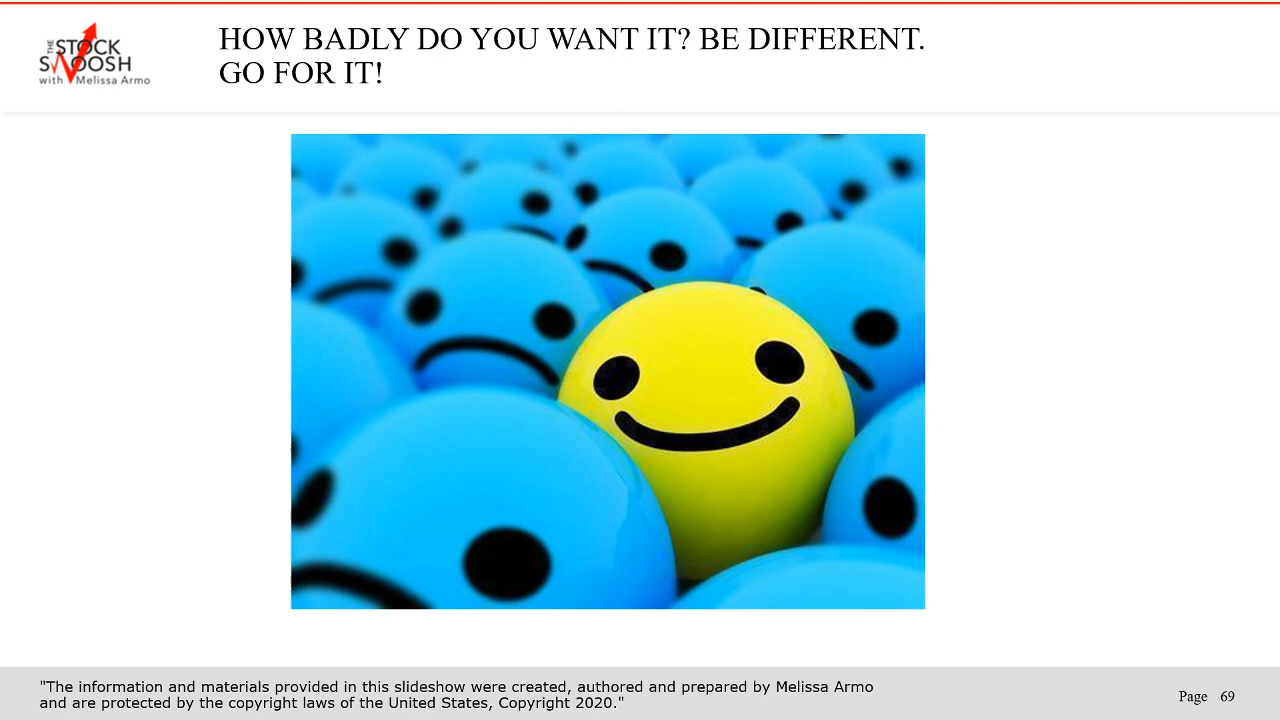 THE
STOCK
SWOOSH
with Melissa Armo
HOW BADLY DO YOU WANT IT? BE DIFFERENT.
GO FOR IT!
"The information and materials provided in this slideshow were created, authored and prepared by Melissa Armo
and are protected by the copyright laws of the United States, Copyright 2020."
Page 69